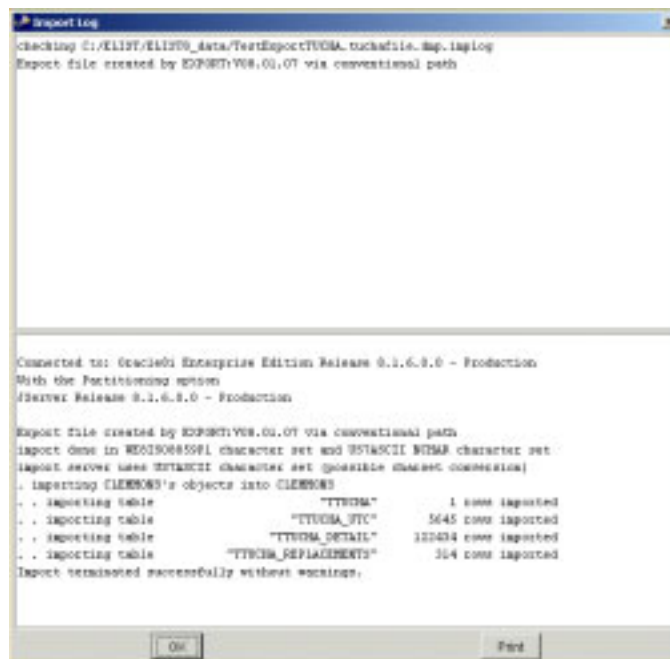 Import Log
checking C:/ELIST/ELIST8_data/TestExportTUCHA.tuchafile.dmp.implog
Export file created by EXPORT:V08.01.07 via conventional path
Connected to: Oracle8i Enterprise Edition Release 8.1.6.0.0 - Production
With the Partitioning option
JServer Release 8.1.6.0.0 - Production
Export file created by EXPORT:V08.01.07 via conventional path
import done in WE8ISO8859P1 character set and US7ASCII NCHAR character set
import server uses US7ASCII character set (possible charset conversion)
. importing CLEMMONS's objects into CLEMMONS
. . importing table "TTUCHA" 1 rows imported
. . importing table "TTUCHA_UTC" 5645 rows imported
. . importing table "TTUCHA_DETAIL" 122434 rows imported
. . importing table "TTUCHA_REPLACEMENTS" 314 rows imported
Import terminated successfully without warnings.
OK
Print